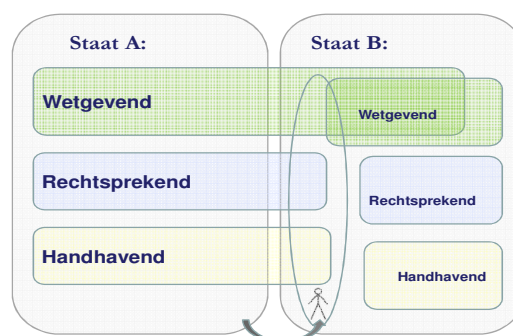 Staat A:
Staat B:
Wetgevend
Wetgevend
Rechtsprekend
Rechtsprekend
Handhavend
Handhavend